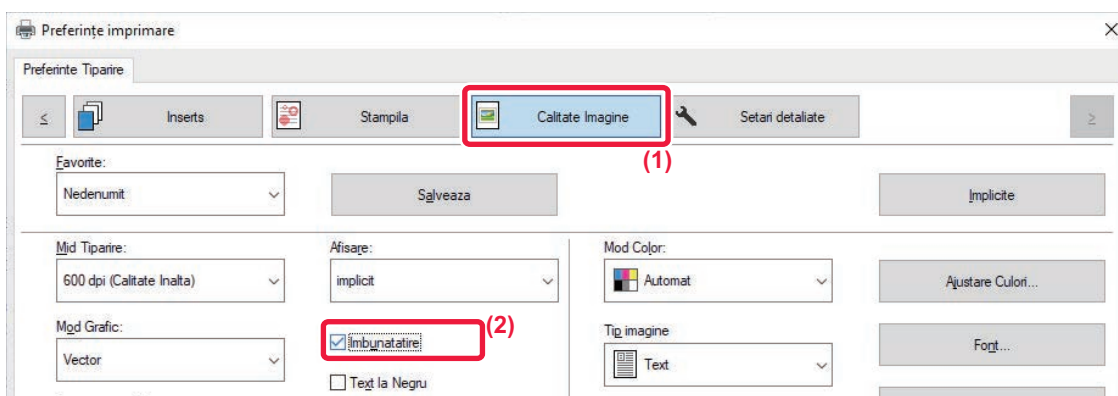 Preferințe imprimare
Preferinte Tiparire
< Inserts Stampila Calitate Imagine Setari detaliate >
(1)
Favorite:
Nedenumit Salveaza Implicite
Mid Tiparire: Afisare: Mod Color:
600 dpi (Calitate Inalta) implicit Automat Ajustare Culori...
Mod Grafic: (2) Tip imagine
Imbunatatire Font...
Vector Text
Text la Negru